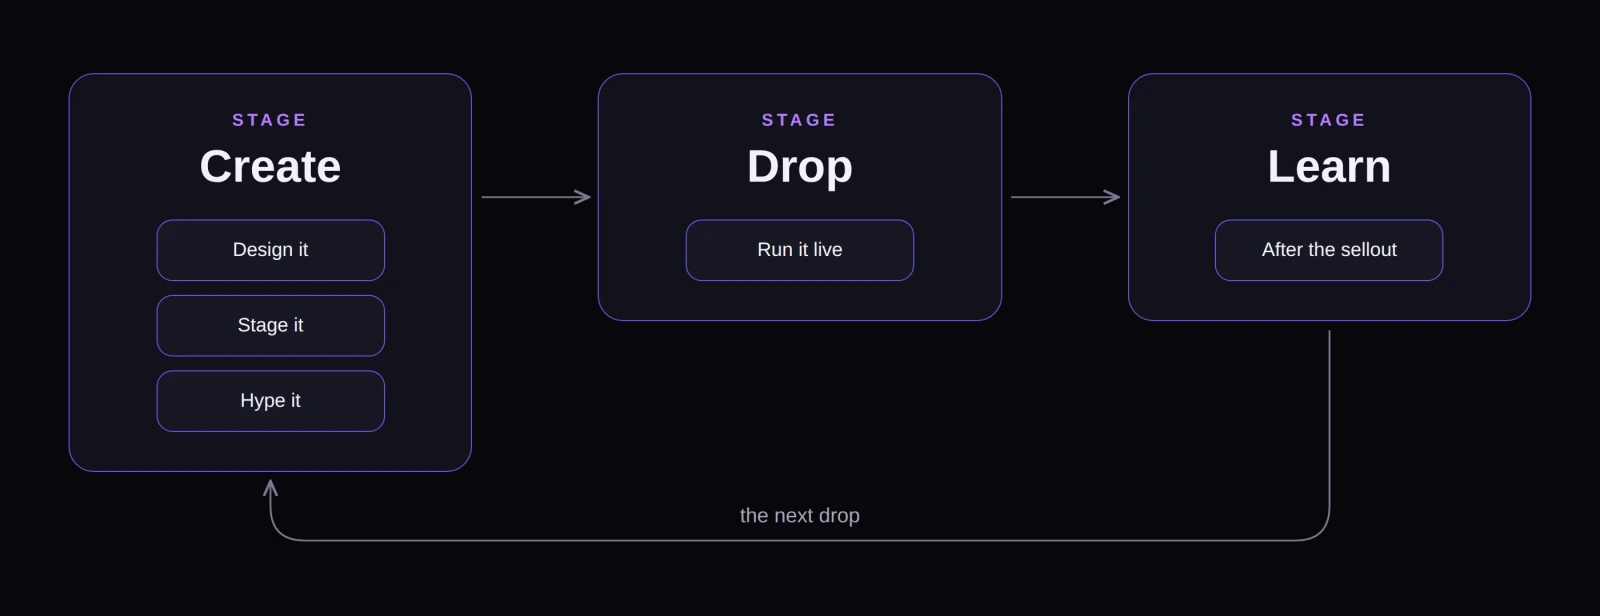 STAGE
Create
Design it
Stage it
Hype it
STAGE
Drop
Run it live
STAGE
Learn
After the sellout
the next drop